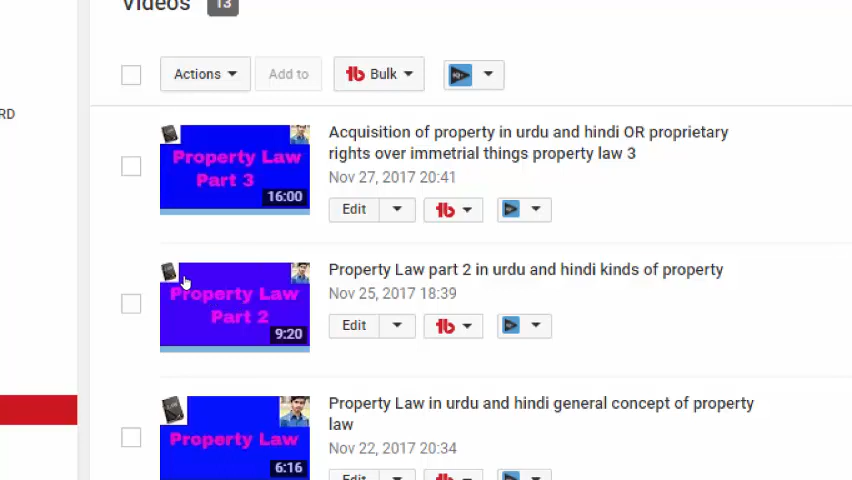 Videos 13
RD
Actions
Add to
Bulk
Property Law
Part 3
16:00
Acquisition of property in urdu and hindi OR proprietary
rights over immetrial things property law 3
Nov 27, 2017 20:41
Edit
Property Law
Part 2
9:20
Property Law part 2 in urdu and hindi kinds of property
Nov 25, 2017 18:39
Edit
Property Law
6:16
Property Law in urdu and hindi general concept of property
law
Nov 22, 2017 20:34
Edit